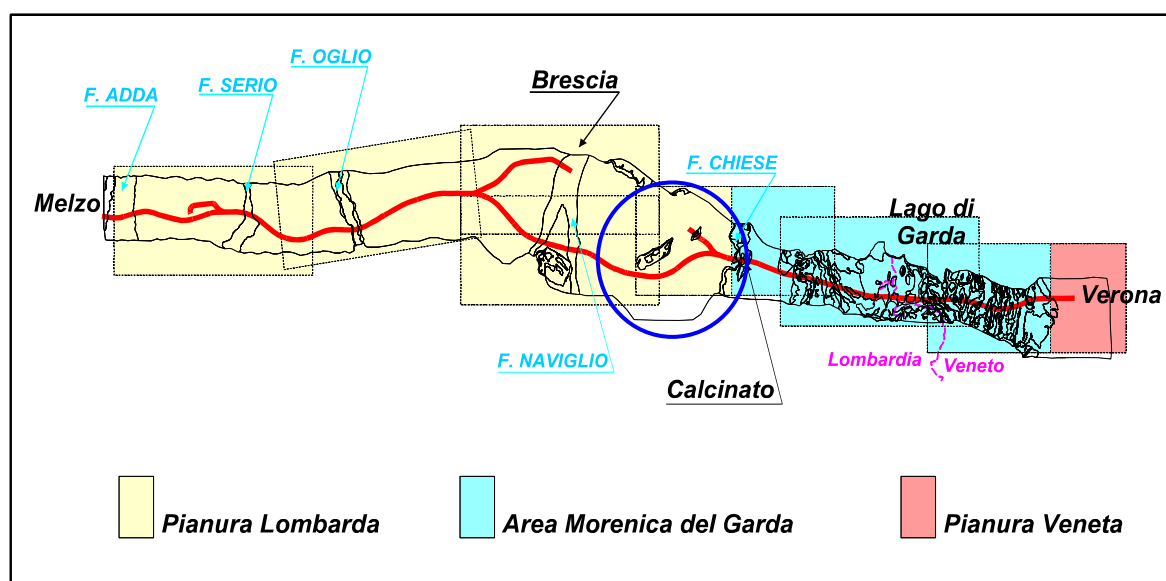 F. OGLIO
F. SERIO
F. ADDA
Brescia
F. CHIESE
Melzo
Lago di
Garda
Verona
F. NAVIGLIO
Lombardia
Veneto
Calcinato
Pianura Lombarda
Area Morenica del Garda
Pianura Veneta